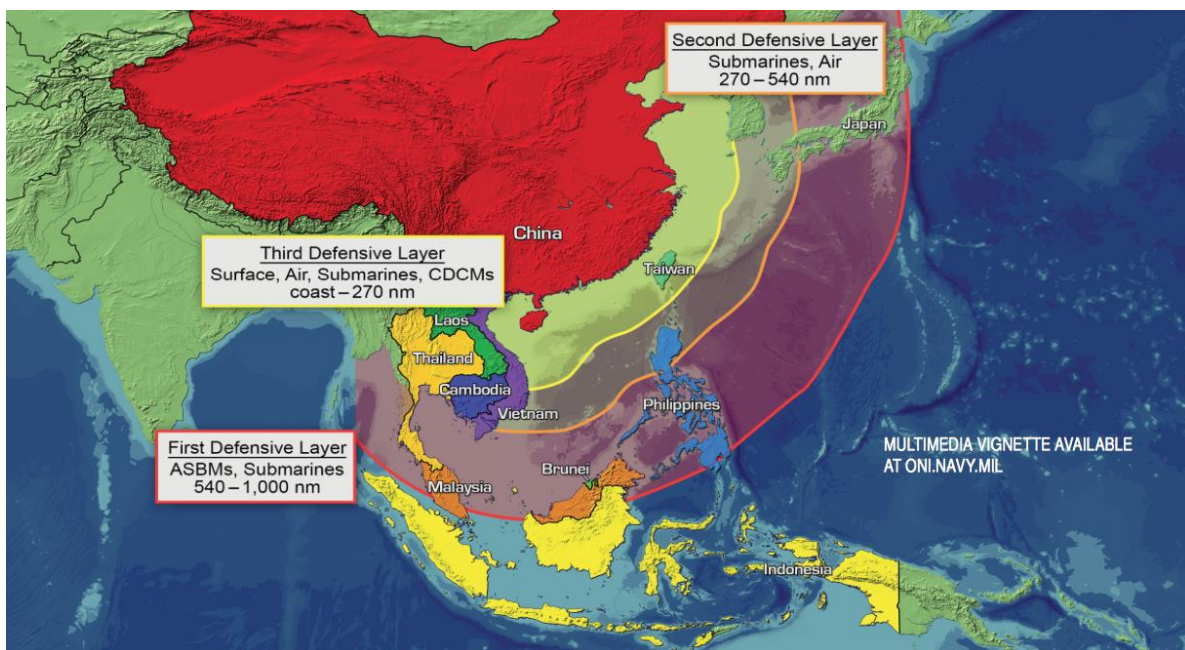 Second Defensive Layer
Submarines, Air
270 – 540 nm
Japan
China
Third Defensive Layer
Surface, Air, Submarines, CDCMs
coast – 270 nm
Taiwan
Laos
Thailand
Cambodia
Vietnam
Philippines
First Defensive Layer
ASBMs, Submarines
540 – 1,000 nm
MULTIMEDIA VIGNETTE AVAILABLE
AT ONI.NAVY.MIL
Brunei
Malaysia
Indonesia